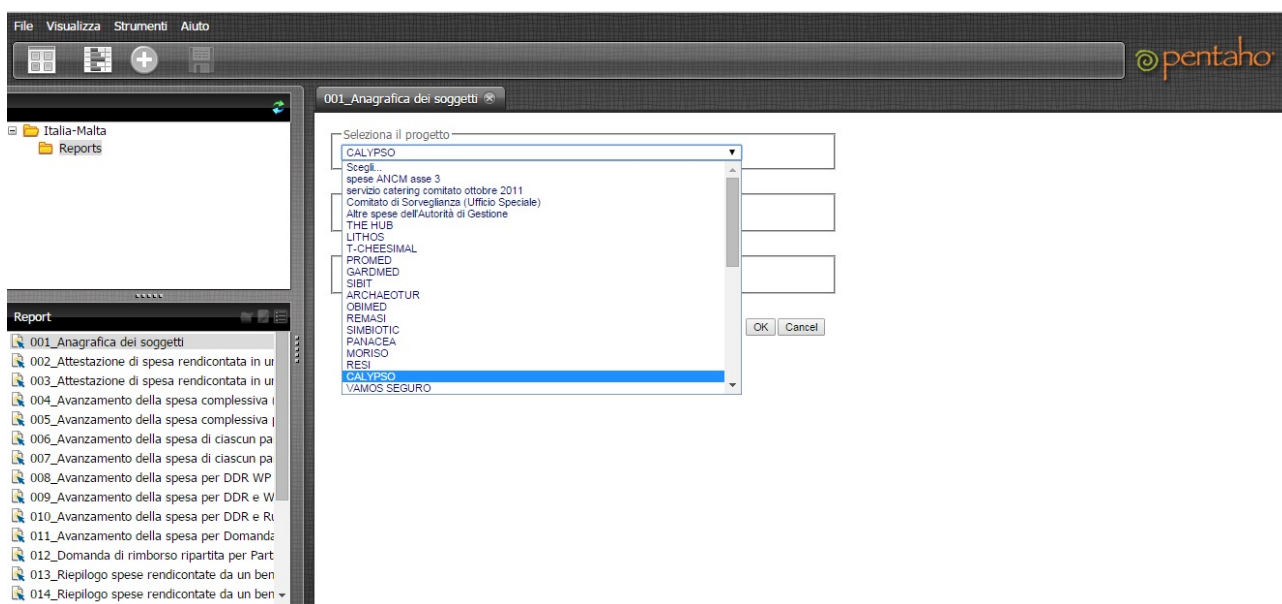 File Visualizza Strumenti Aiuto
pentaho
001_Anagrafica dei soggetti
Italia-Malta
Reports
Seleziona il progetto
CALYPSO
Scegli...
spese ANCM asse 3
servizio catering comitato ottobre 2011
Comitato di Sorveglianza (Ufficio Speciale)
Altre spese dell'Autorità di Gestione
THE HUB
LITHOS
T-CHEESIMAL
PROMED
GARDMED
SIBIT
ARCHAEOTUR
OBIMED
REMASI
SIMBIOTIC
PANACEA
MORISO
RESI
CALYPSO
VAMOS SEGURO
OK Cancel
Report
001_Anagrafica dei soggetti
002_Attestazione di spesa rendicontata in un
003_Attestazione di spesa rendicontata in un
004_Avanzamento della spesa complessiva
005_Avanzamento della spesa complessiva
006_Avanzamento della spesa di ciascun pa
007_Avanzamento della spesa di ciascun pa
008_Avanzamento della spesa per DDR WP
009_Avanzamento della spesa per DDR e W
010_Avanzamento della spesa per DDR e Ru
011_Avanzamento della spesa per Domanda
012_Domanda di rimborso ripartita per Part
013_Riepilogo spese rendicontate da un ben
014_Riepilogo spese rendicontate da un ben